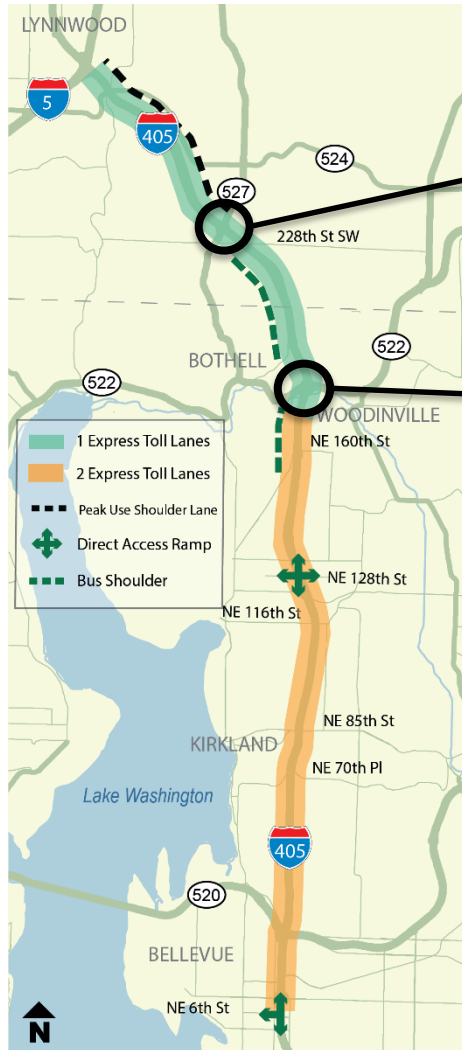 LYNNWOOD
5
405
524
527
228th St SW
BOTHELL
522
522
WOODINVILLE
NE 160th St
1 Express Toll Lanes
2 Express Toll Lanes
Peak Use Shoulder Lane
Direct Access Ramp
Bus Shoulder
NE 128th St
NE 116th St
NE 85th St
KIRKLAND
NE 70th Pl
Lake Washington
405
520
BELLEVUE
NE 6th St
N